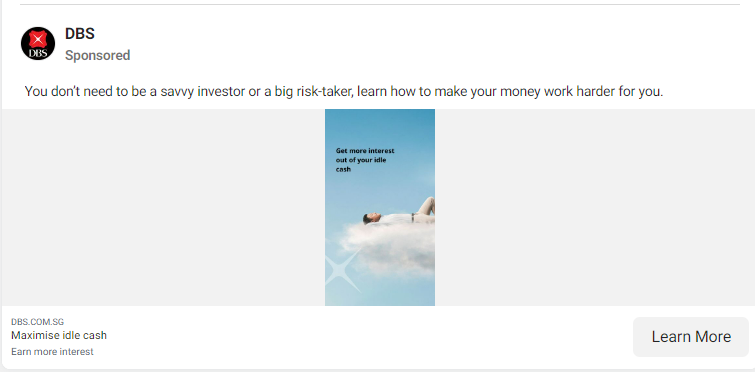 DBS
DBS
Sponsored
You don't need to be a savvy investor or a big risk-taker, learn how to make your money work harder for you.
Get more interest
out of your idle
cash
DBS.COM.SG
Maximise idle cash
Earn more interest
Learn More